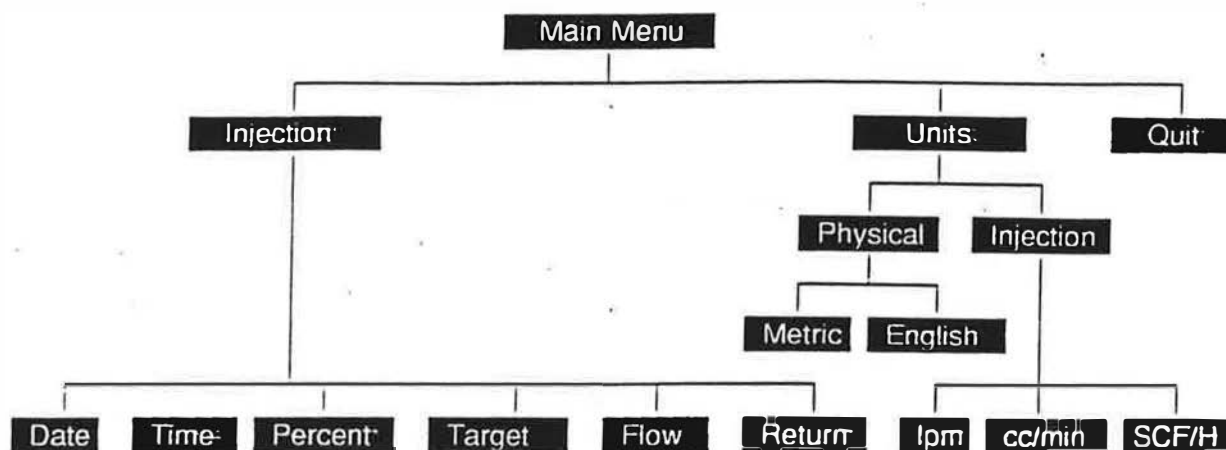 Main Menu
Injection
Units
Quit
Physical
Injection
Metric
English
Date
Time
Percent
Target
Flow
Return
lpm
cc/min
SCF/H